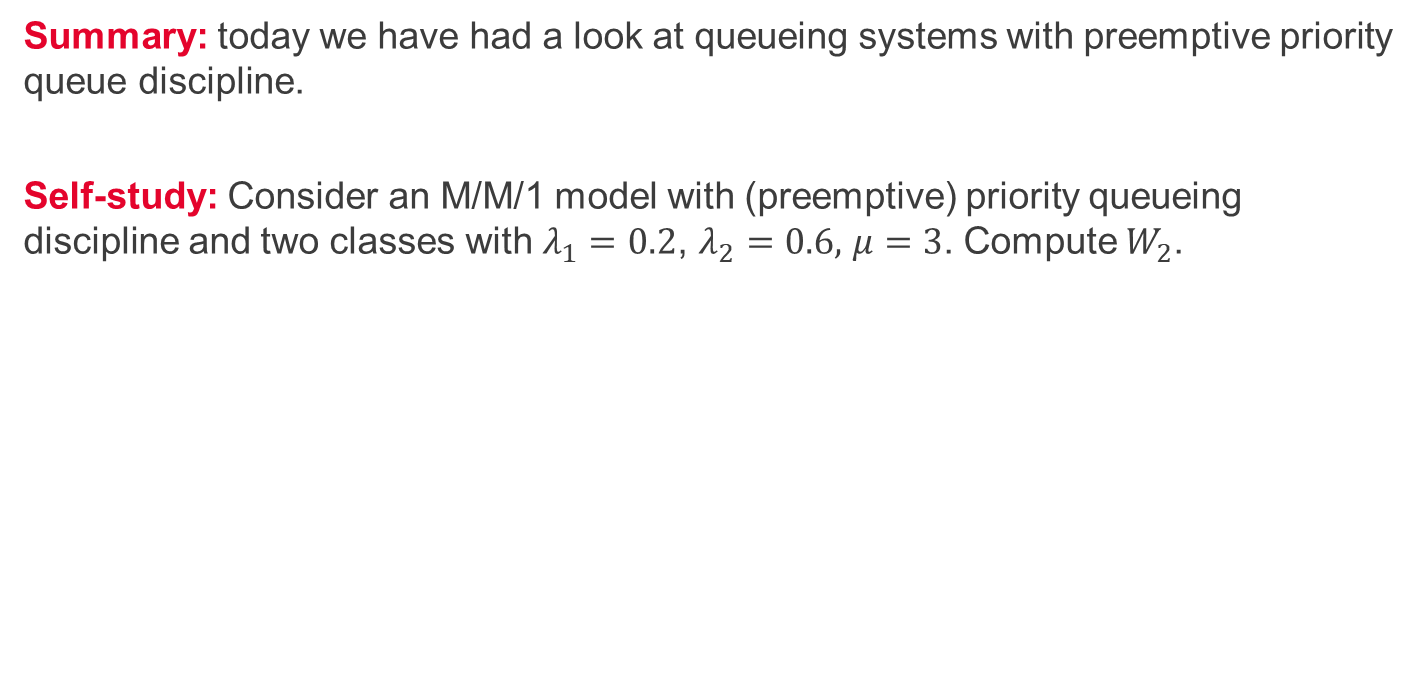 Summary: today we have had a look at queueing systems with preemptive priority
queue discipline.
Self-study: Consider an M/M/1 model with (preemptive) priority queueing
discipline and two classes with λ₁ = 0.2, λ₂ = 0.6, μ = 3. Compute W₂.